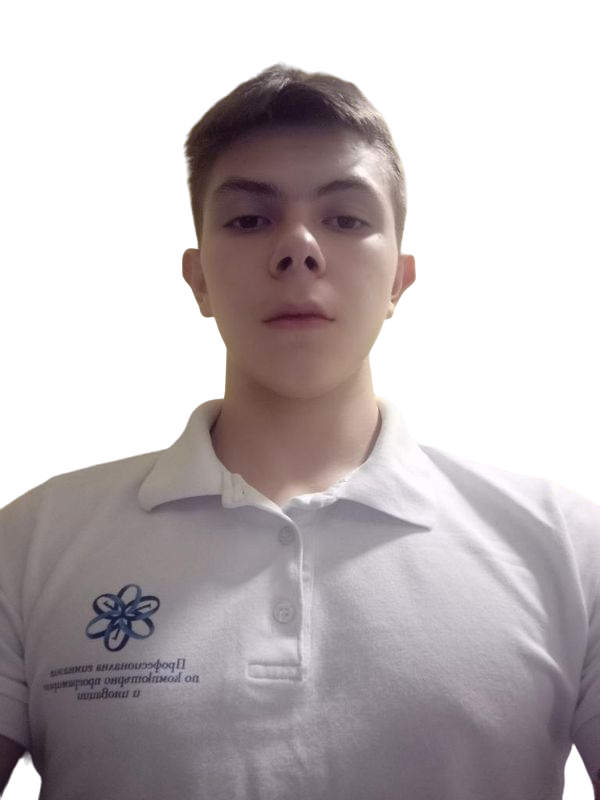 Професионална гимназия
по компютърно програмиране
и иновации